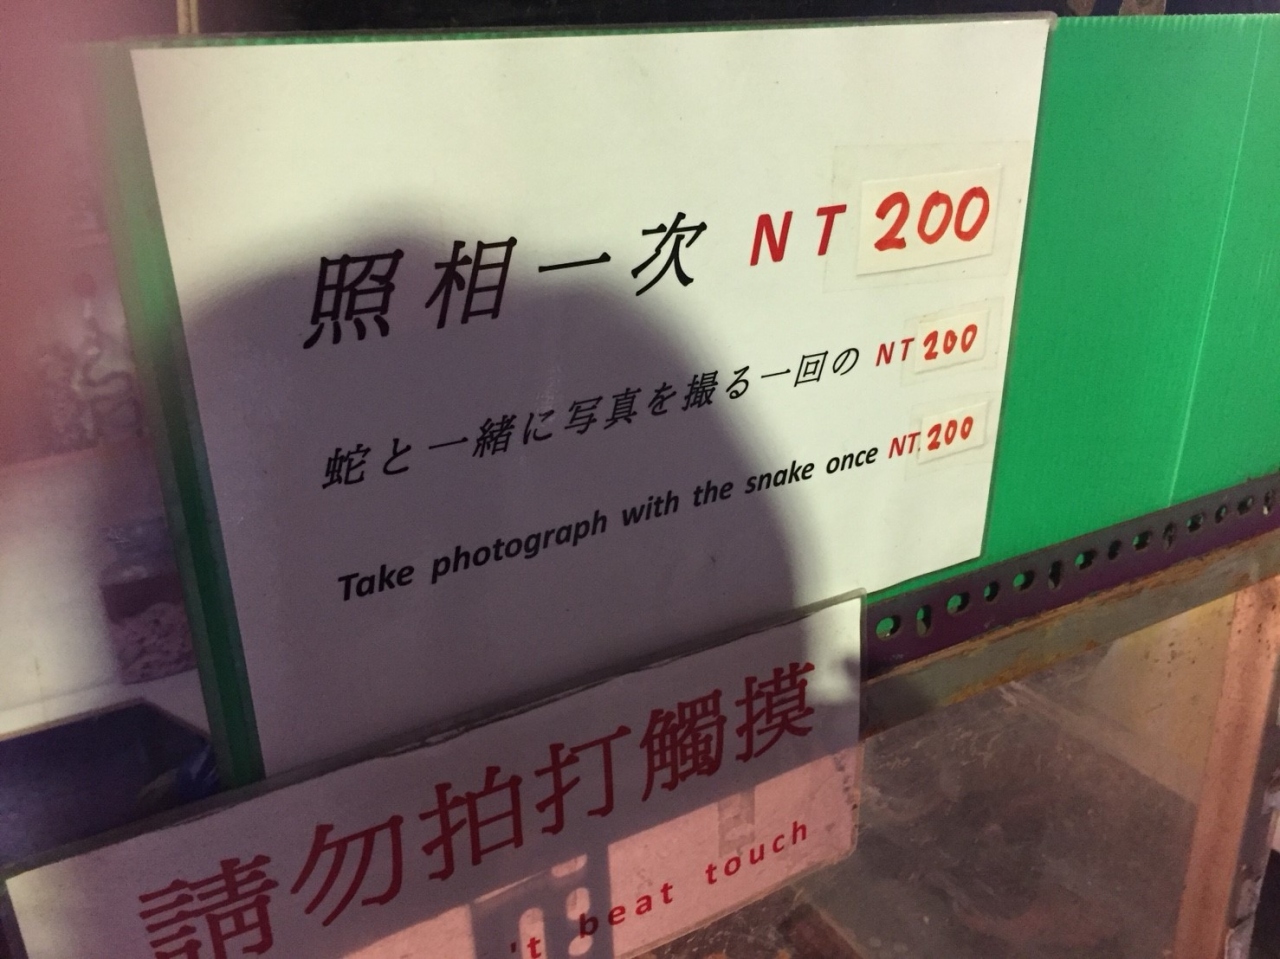 照相一次 NT 200
蛇と一緒に写真を撮る一回の NT 200
Take photograph with the snake once NT. 200
請勿拍打觸摸
't beat touch